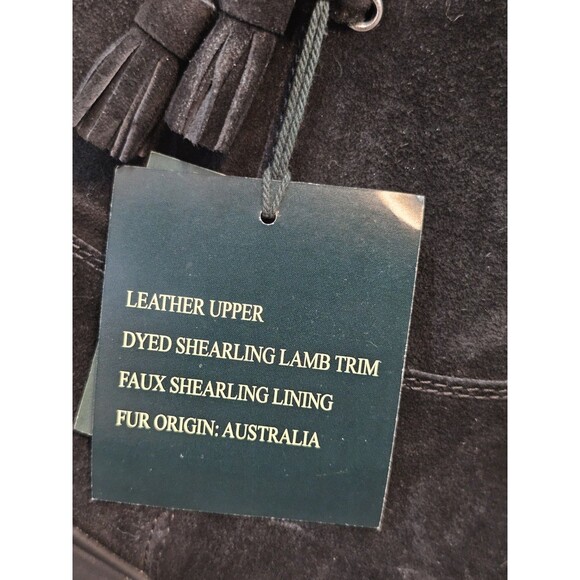 LEATHER UPPER
DYED SHEARLING LAMB TRIM
FAUX SHEARLING LINING
FUR ORIGIN: AUSTRALIA